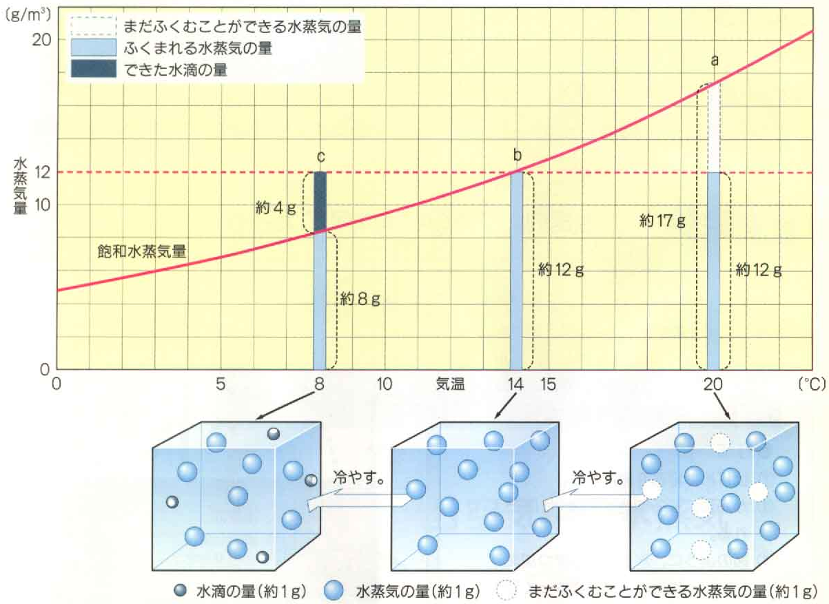 (g/m³)
20
まだふくむことができる水蒸気の量
ふくまれる水蒸気の量
できた水滴の量
a
b
c
水蒸気量
12
10
約4g
約17g
飽和水蒸気量
約8g
約12g
約12g
0
0
5
8
10
気温
14
15
20
(℃)
冷やす。
冷やす。
水滴の量(約1g)
水蒸気の量(約1g)
まだふくむことができる水蒸気の量(約1g)